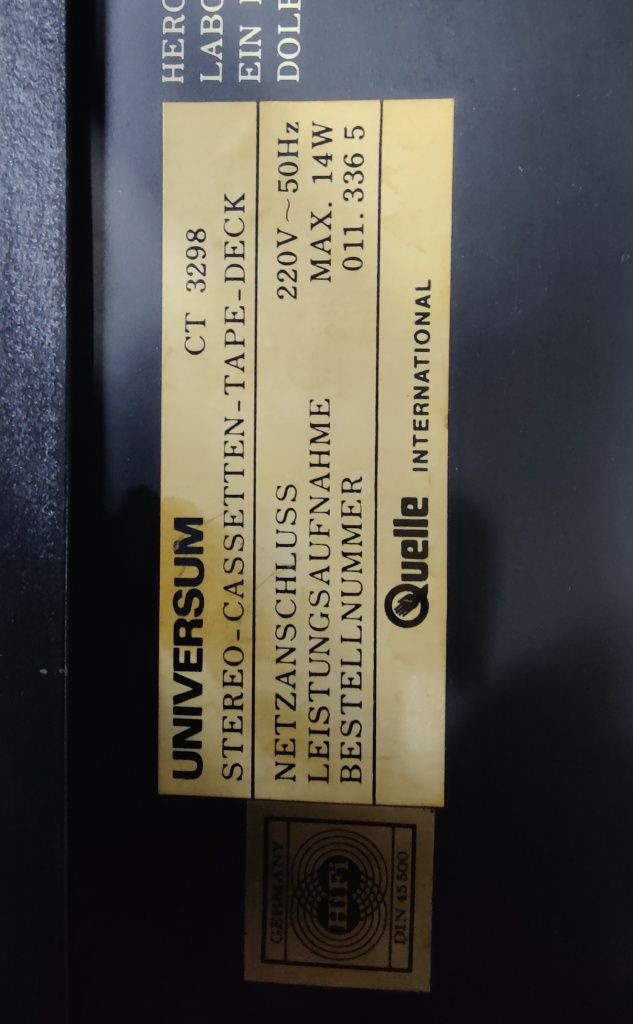 UNIVERSUM CT 3298
STEREO-CASSETTEN-TAPE-DECK
NETZANSCHLUSS 220V~50Hz
LEISTUNGSAUFNAHME MAX. 14W
BESTELLNUMMER 011. 336 5
Quelle INTERNATIONAL
GERMANY
HiFi
DIN 45 500
EIN